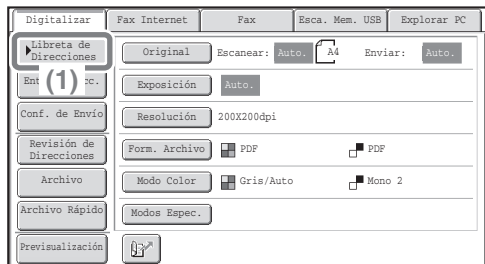 Digitalizar Fax Internet Fax Esca. Mem. USB Explorar PC
Libreta de
Direcciones
Original Escanear: Auto. A4 Enviar: Auto.
(1)
Exposición Auto.
Conf. de Envío Resolución 200X200dpi
Revisión de
Direcciones
Form. Archivo PDF PDF
Archivo Modo Color Gris/Auto Mono 2
Archivo Rápido Modos Espec.
Previsualización